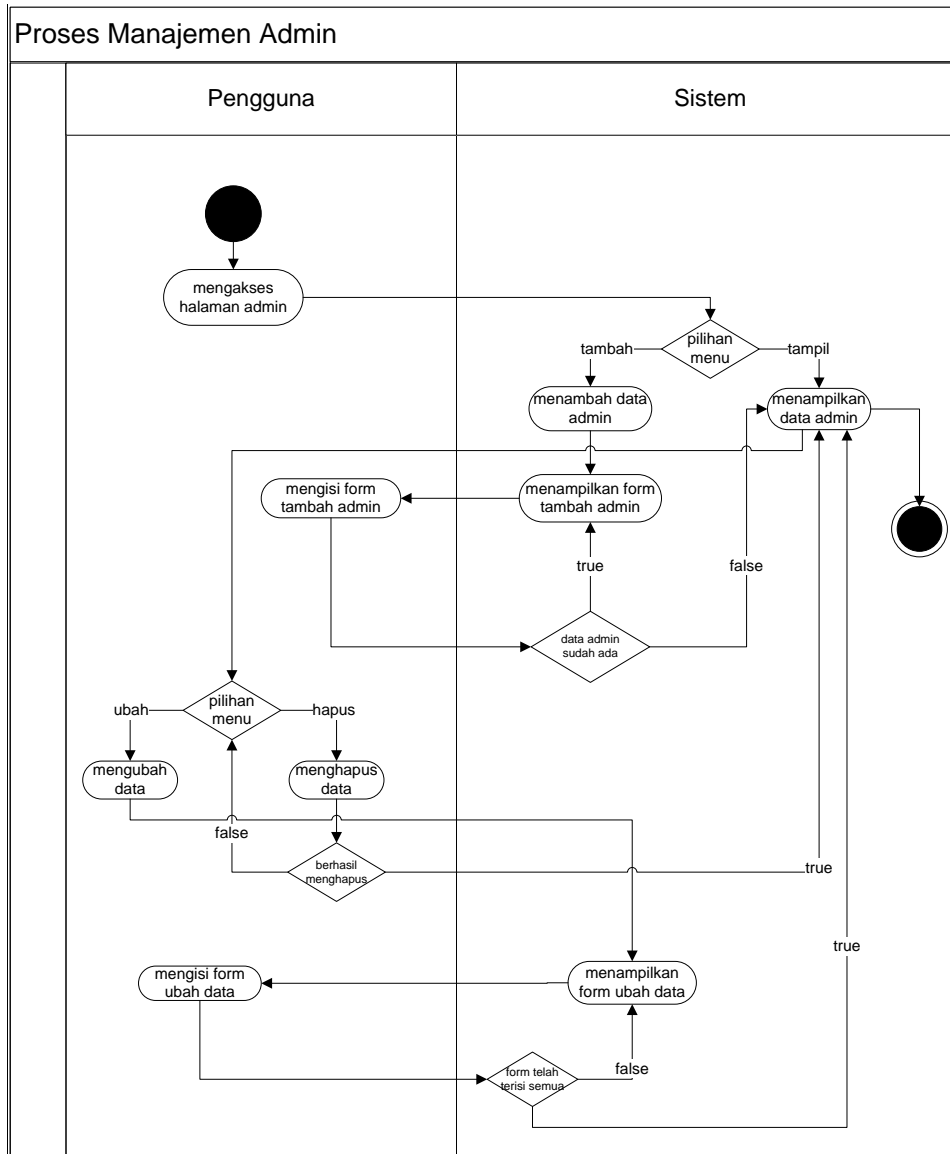 Proses Manajemen Admin
Pengguna
Sistem
mengakses
halaman admin
pilihan
menu
tambah
tampil
menambah data
admin
menampilkan
data admin
mengisi form
tambah admin
menampilkan form
tambah admin
true
false
data admin
sudah ada
pilihan
menu
ubah
hapus
mengubah
data
menghapus
data
false
berhasil
menghapus
true
true
mengisi form
ubah data
menampilkan
form ubah data
form telah
terisi semua
false